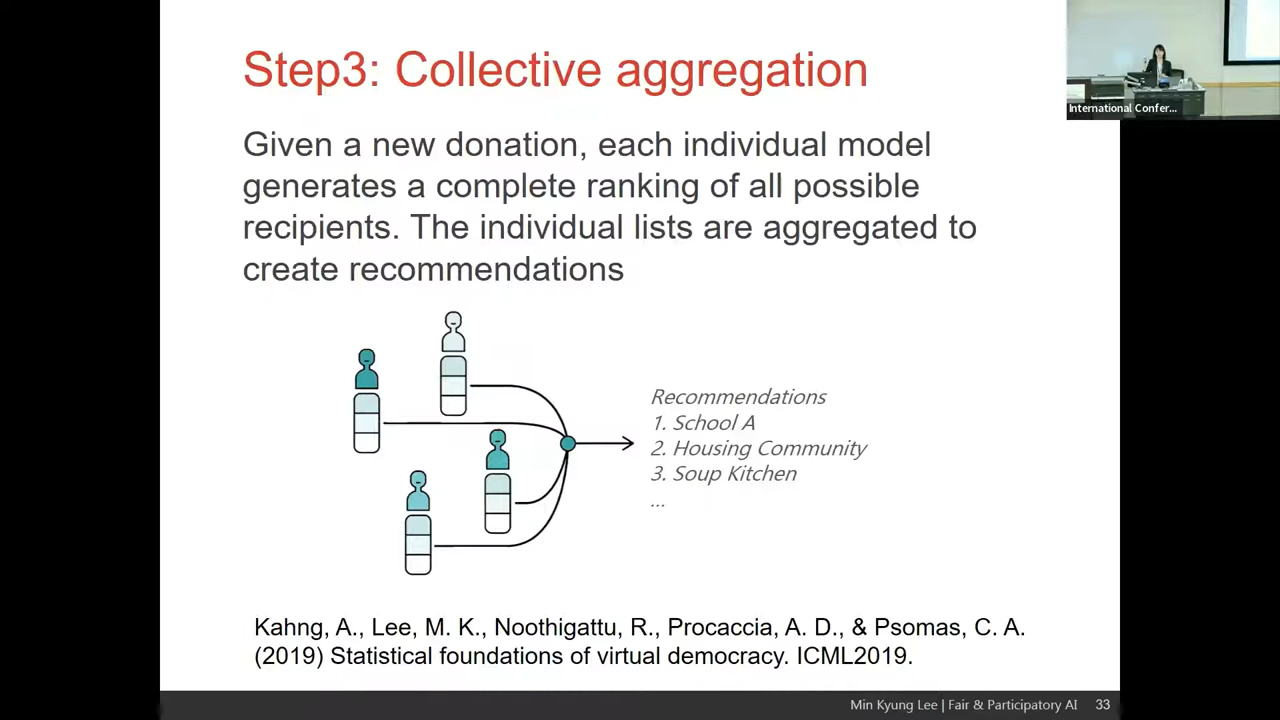 Step3: Collective aggregation
International Confer...
Given a new donation, each individual model
generates a complete ranking of all possible
recipients. The individual lists are aggregated to
create recommendations
Recommendations
1. School A
2. Housing Community
3. Soup Kitchen
...
Kahng, A., Lee, M. K., Noothigattu, R., Procaccia, A. D., & Psomas, C. A.
(2019) Statistical foundations of virtual democracy. ICML2019.
Min Kyung Lee | Fair & Participatory AI 33